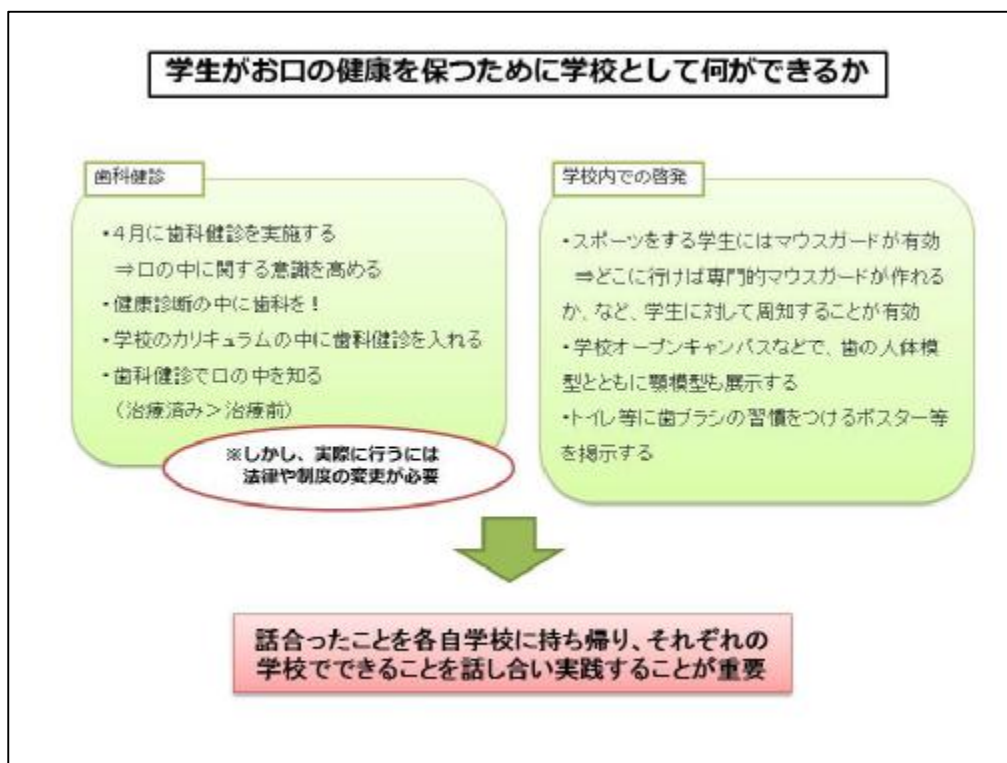 学生がお口の健康を保つために学校として何ができるか
歯科健診
・4月に歯科健診を実施する
⇒口の中に関する意識を高める
・健康診断の中に歯科を！
・学校のカリキュラムの中に歯科健診を入れる
・歯科健診で口の中を知る
（治療済み＞治療前）
※しかし、実際に行うには
法律や制度の変更が必要
学校内での啓発
・スポーツをする学生にはマウスガードが有効
⇒どこに行けば専門的マウスガードが作れる
か、など、学生に対して周知することが有効
・学校オープンキャンパスなどで、歯の人体模
型とともに顎模型も展示する
・トイレ等に歯ブラシの習慣をつけるポスター等
を掲示する
話合ったことを各自学校に持ち帰り、それぞれの
学校でできることを話し合い実践することが重要